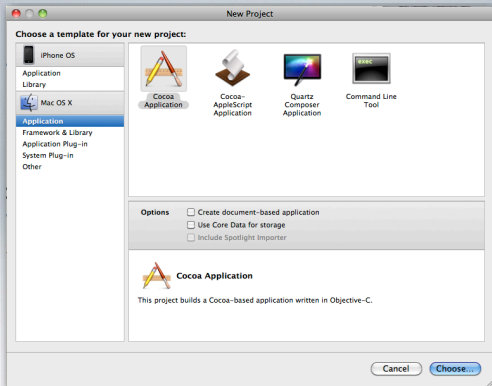 New Project
Choose a template for your new project:
iPhone OS
Application
Library
Mac OS X
Application
Framework & Library
Application Plug-in
System Plug-in
Other
Cocoa
Application
Cocoa-
AppleScript
Application
Quartz
Composer
Application
exec
Command Line
Tool
Options
Create document-based application
Use Core Data for storage
Include Spotlight Importer
Cocoa Application
This project builds a Cocoa-based application written in Objective-C.
Cancel
Choose...